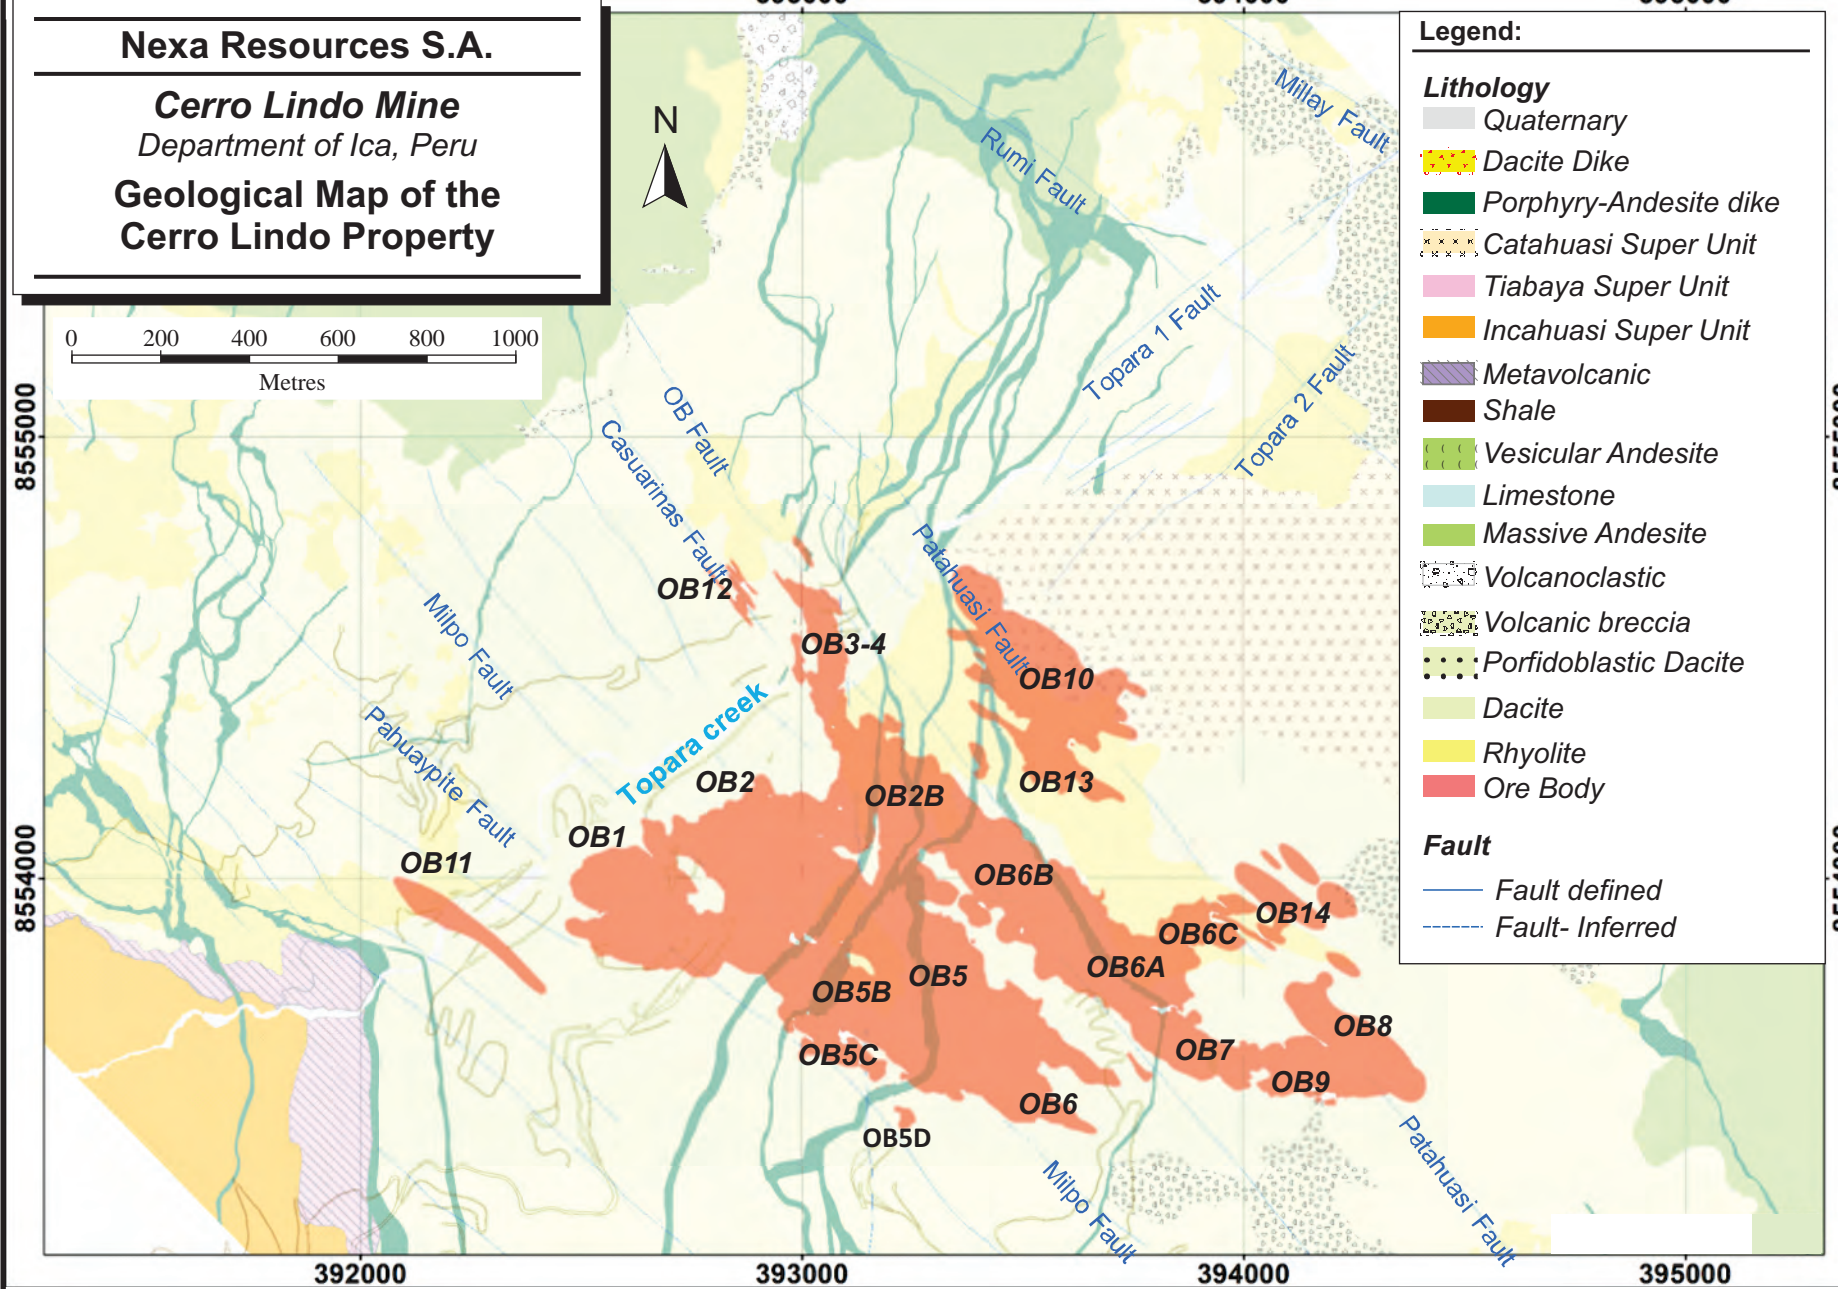 Nexa Resources S.A.
Cerro Lindo Mine
Department of Ica, Peru
Geological Map of the
Cerro Lindo Property
N
0 200 400 600 800 1000
Metres
Legend:
Lithology
Quaternary
Dacite Dike
Porphyry-Andesite dike
Catahuasi Super Unit
Tiabaya Super Unit
Incahuasi Super Unit
Metavolcanic
Shale
Vesicular Andesite
Limestone
Massive Andesite
Volcanoclastic
Volcanic breccia
Porfidoblastic Dacite
Dacite
Rhyolite
Ore Body
Fault
Fault defined
Fault- Inferred
Millay Fault
Rumi Fault
Topara 1 Fault
Topara 2 Fault
OB Fault
Casuarinas Fault
Patahuasi Fault
Milpo Fault
Pahuaypite Fault
Topara creek
OB12
OB3-4
OB10
OB2
OB2B
OB13
OB1
OB11
OB6B
OB14
OB6C
OB6A
OB5
OB5B
OB8
OB7
OB5C
OB9
OB6
OB5D
Milpo Fault
Patahuasi Fault
8555000
8554000
392000
393000
394000
395000